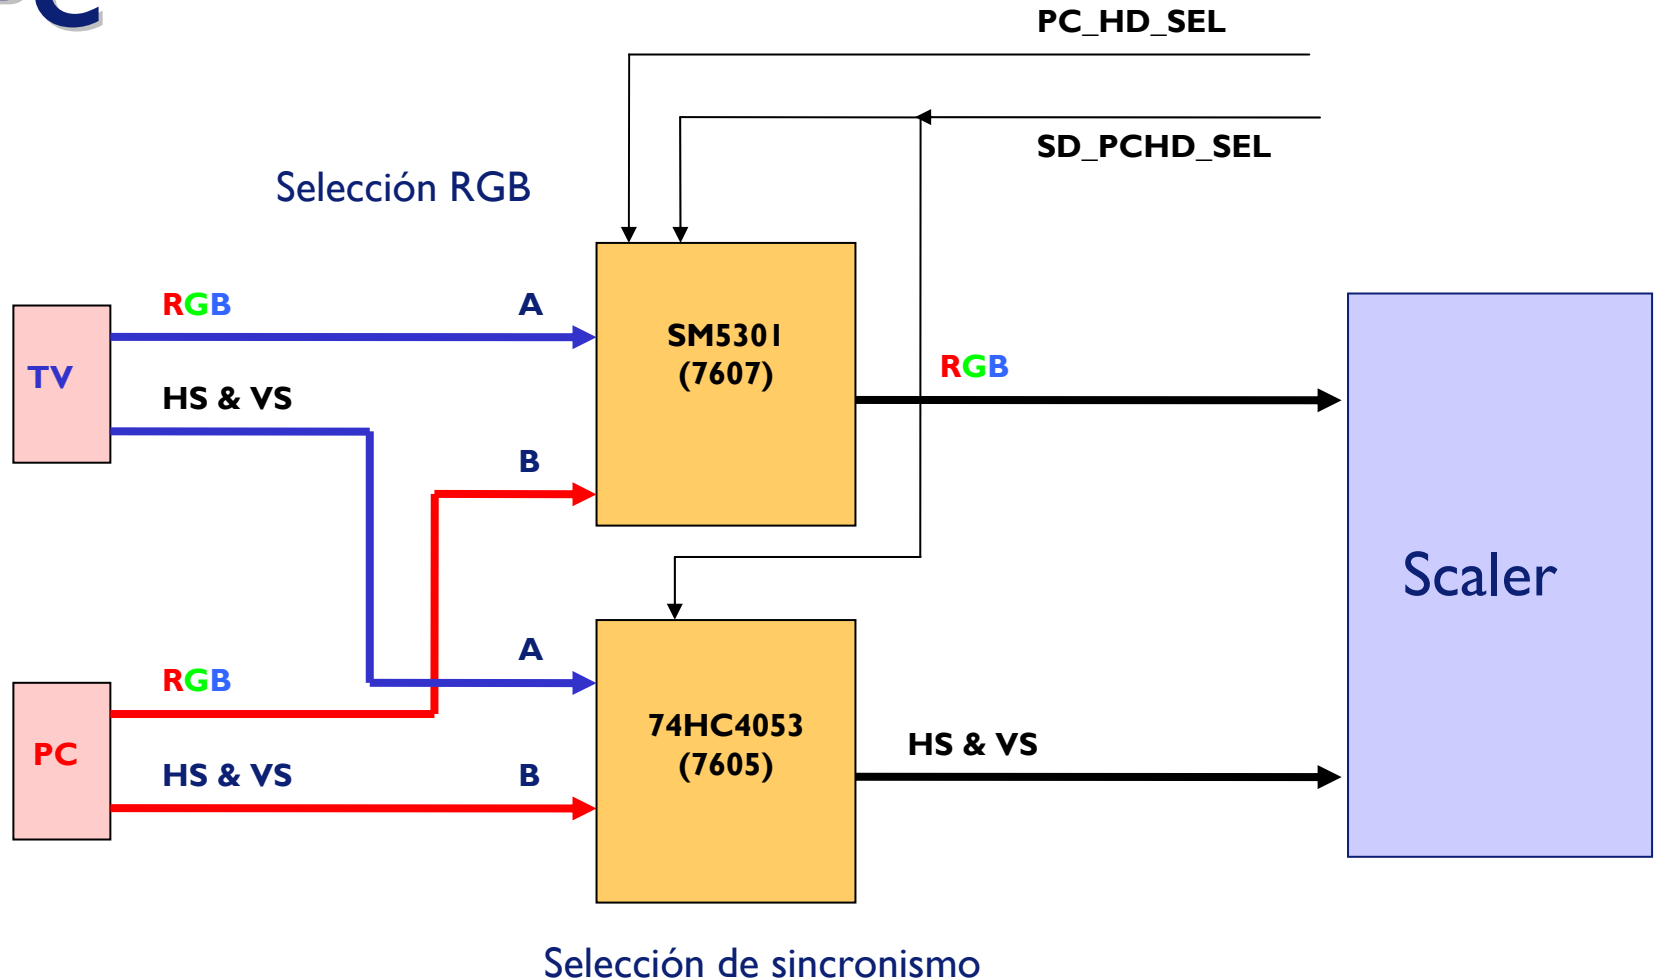 PC
PC_HD_SEL
SD_PCHD_SEL
Selección RGB
RGB
A
TV
HS & VS
SM5301
(7607)
RGB
B
Scaler
A
RGB
PC
HS & VS
B
74HC4053
(7605)
HS & VS
Selección de sincronismo